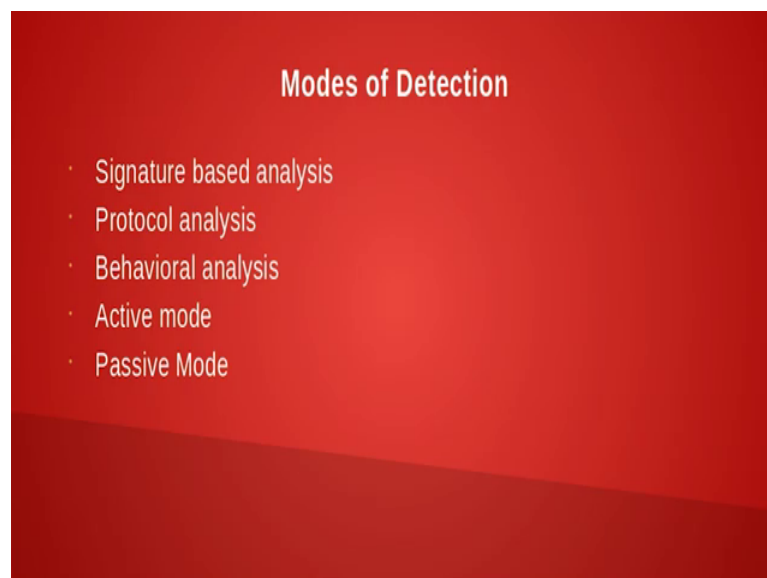 Modes of Detection
Signature based analysis
Protocol analysis
Behavioral analysis
Active mode
Passive Mode